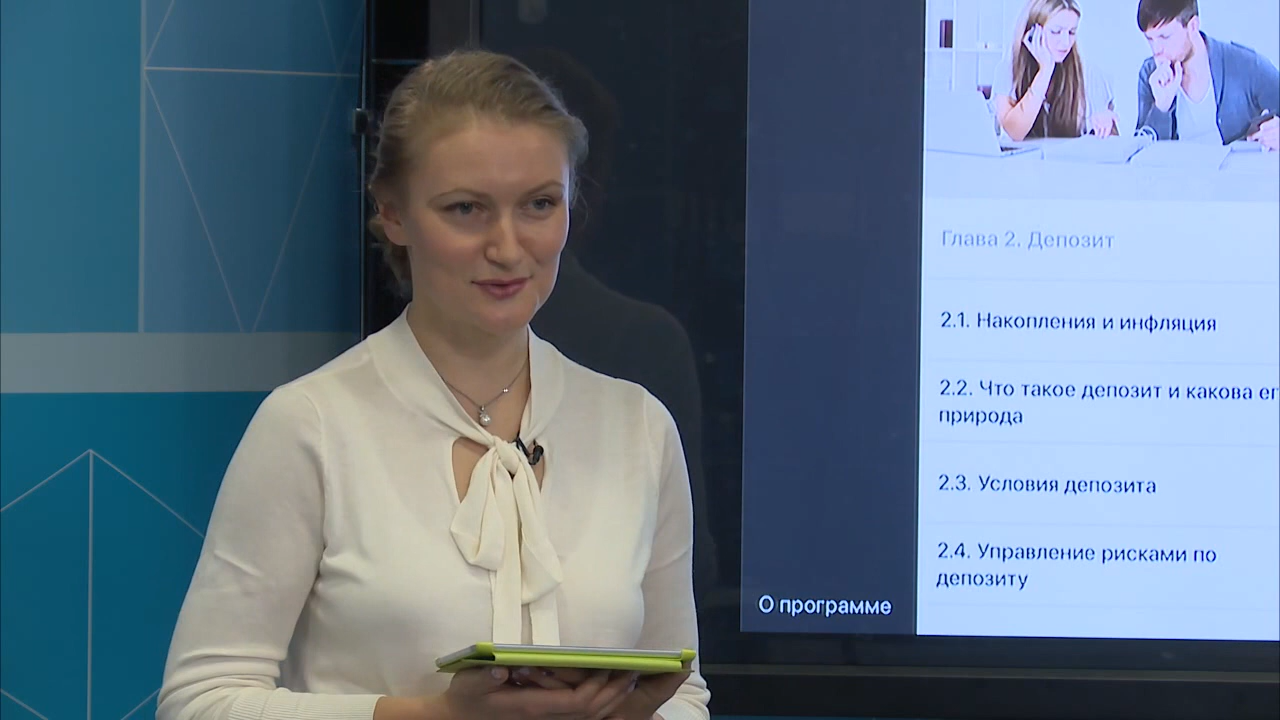 Глава 2. Депозит
2.1. Накопления и инфляция
2.2. Что такое депозит и какова ег
природа
2.3. Условия депозита
2.4. Управление рисками по
депозиту
О программе